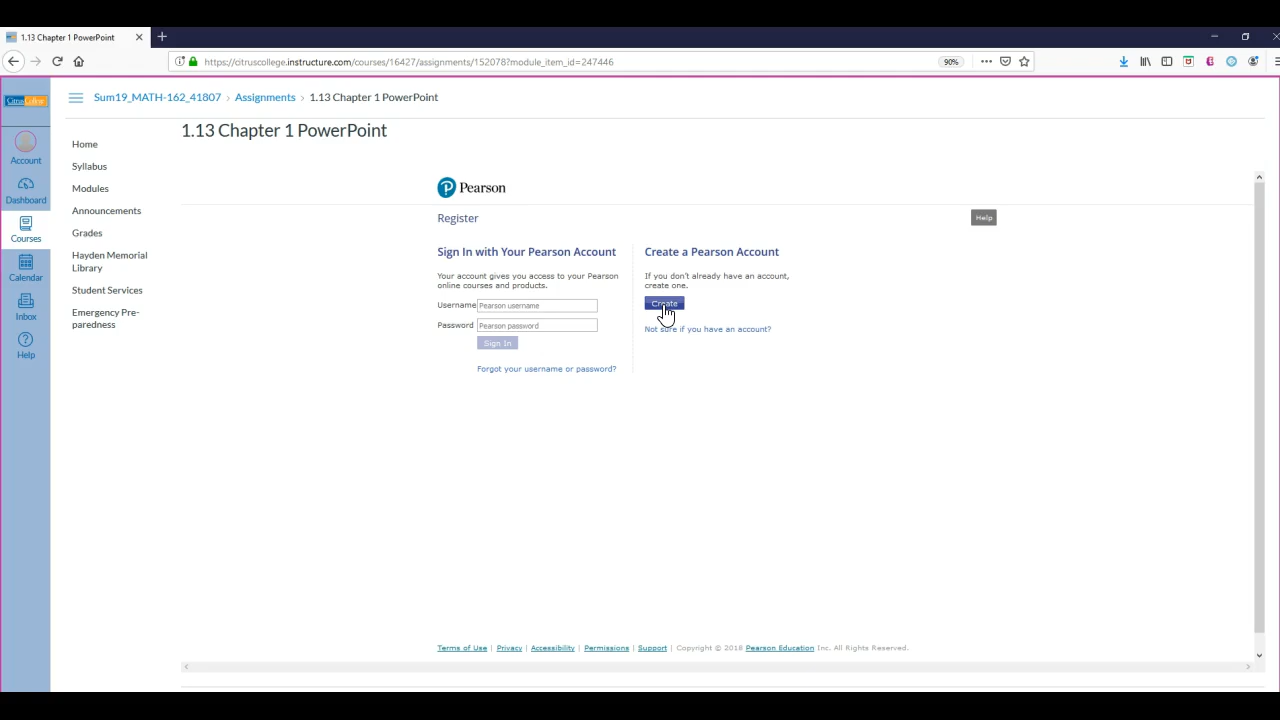 1.13 Chapter 1 PowerPoint
https://citruscollege.instructure.com/courses/16427/assignments/152078?module_item_id=247446
90%
Citrus College
Sum19_MATH-162_41807 › Assignments › 1.13 Chapter 1 PowerPoint
1.13 Chapter 1 PowerPoint
Account
Dashboard
Courses
Calendar
Inbox
Help
Home
Syllabus
Modules
Announcements
Grades
Hayden Memorial
Library
Student Services
Emergency Pre-
paredness
Pearson
Register
Help
Sign In with Your Pearson Account
Your account gives you access to your Pearson
online courses and products.
Username Pearson username
Password Pearson password
Sign In
Forgot your username or password?
Create a Pearson Account
If you don't already have an account,
create one.
Create
Not sure if you have an account?
Terms of Use | Privacy | Accessibility | Permissions | Support | Copyright © 2018 Pearson Education Inc. All Rights Reserved.